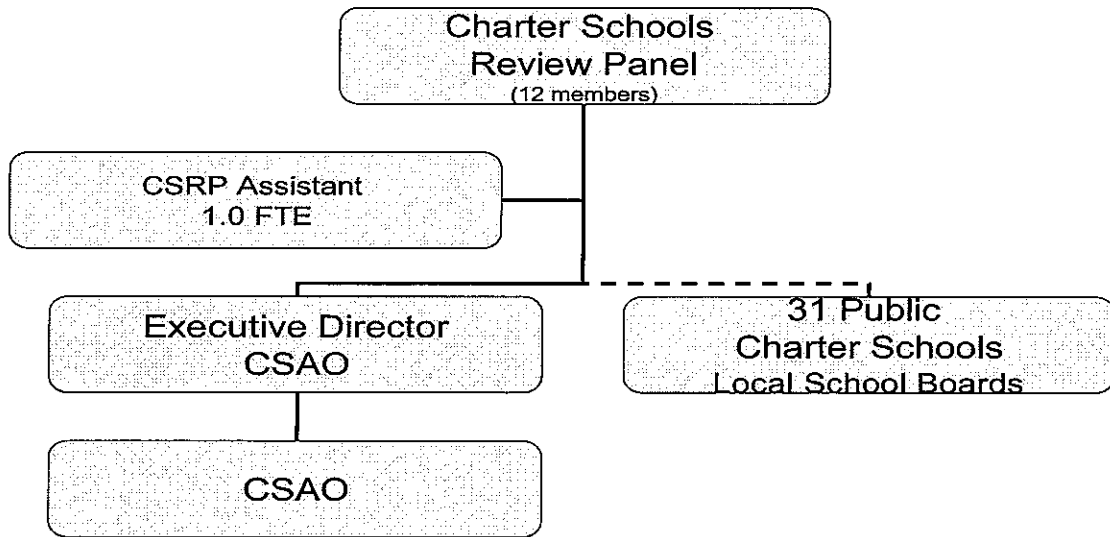 Charter Schools
Review Panel
(12 members)
CSRP Assistant
1.0 FTE
Executive Director
CSAO
31 Public
Charter Schools
Local School Boards
CSAO